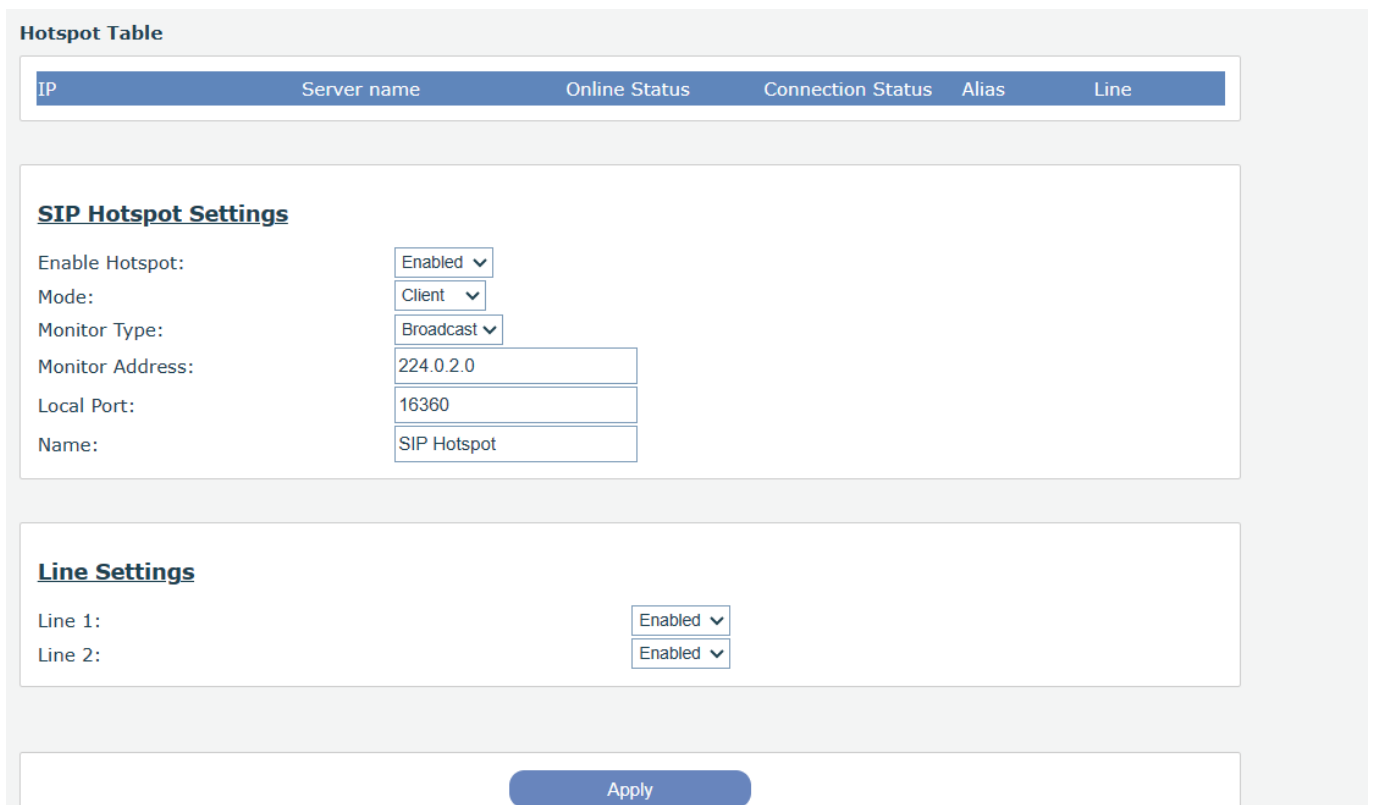 Hotspot Table
IP Server name Online Status Connection Status Alias Line
SIP Hotspot Settings
Enable Hotspot: Enabled
Mode: Client
Monitor Type: Broadcast
Monitor Address: 224.0.2.0
Local Port: 16360
Name: SIP Hotspot
Line Settings
Line 1: Enabled
Line 2: Enabled
Apply